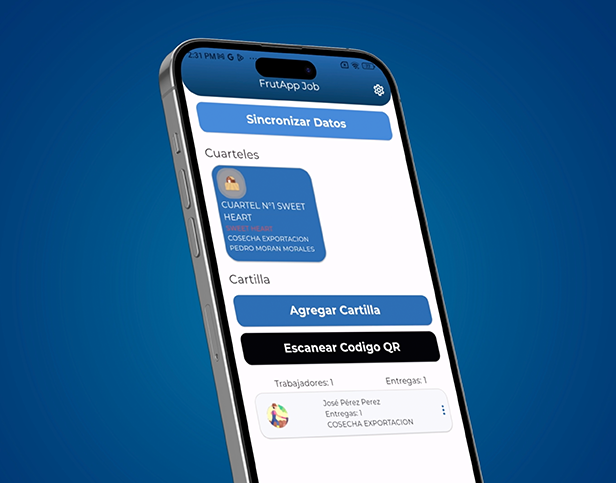 2:31 PM
FrutApp Job
Sincronizar Datos
Cuarteles
CUARTEL N°1 SWEET
HEART
SWEET HEART
COSECHA EXPORTACION
PEDRO MORAN MORALES
Cartilla
Agregar Cartilla
Escanear Codigo QR
Trabajadores: 1 Entregas: 1
José Pérez Perez
Entregas: 1
COSECHA EXPORTACION